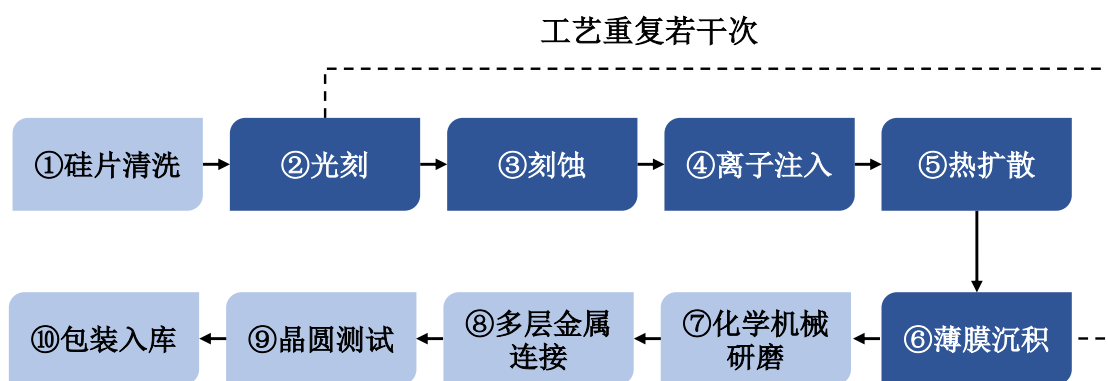 工艺重复若干次
①硅片清洗
②光刻
③刻蚀
④离子注入
⑤热扩散
⑩包装入库
⑨晶圆测试
⑧多层金属
连接
⑦化学机械
研磨
⑥薄膜沉积